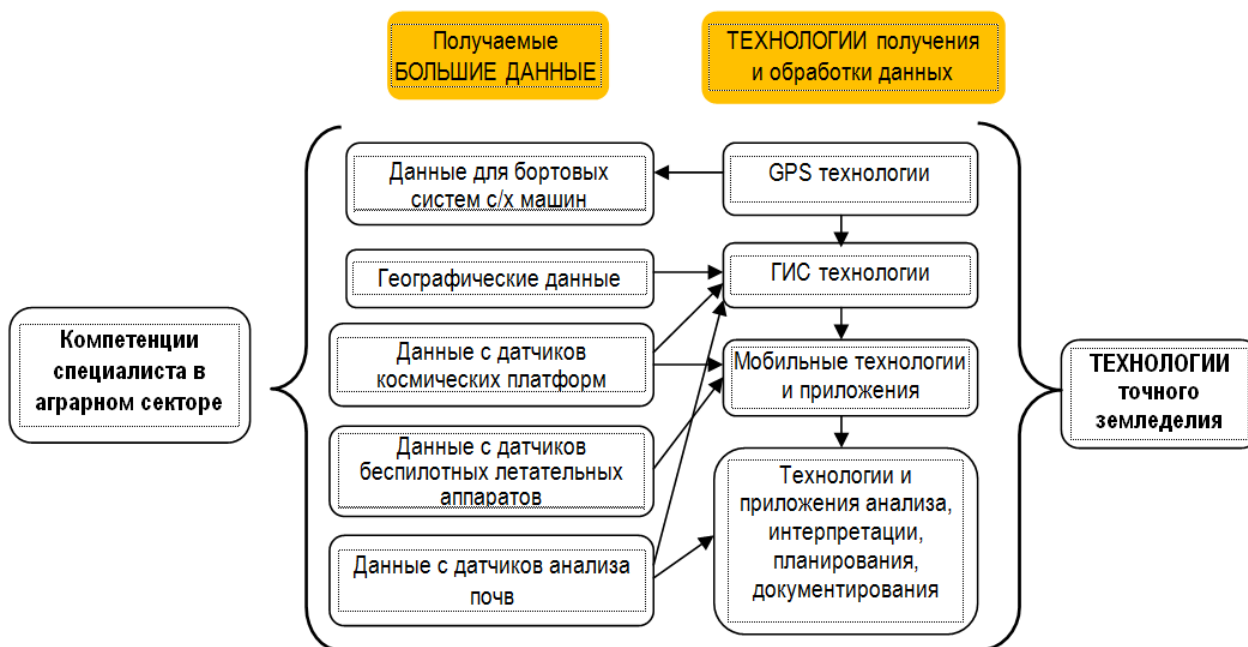 Получаемые
БОЛЬШИЕ ДАННЫЕ
ТЕХНОЛОГИИ получения
и обработки данных
Данные для бортовых
систем с/х машин
GPS технологии
Географические данные
ГИС технологии
Компетенции
специалиста в
аграрном секторе
Данные с датчиков
космических платформ
Мобильные технологии
и приложения
ТЕХНОЛОГИИ
точного
земледелия
Данные с датчиков
беспилотных летательных
аппаратов
Технологии и
приложения анализа,
интерпретации,
планирования,
документирования
Данные с датчиков анализа
почв